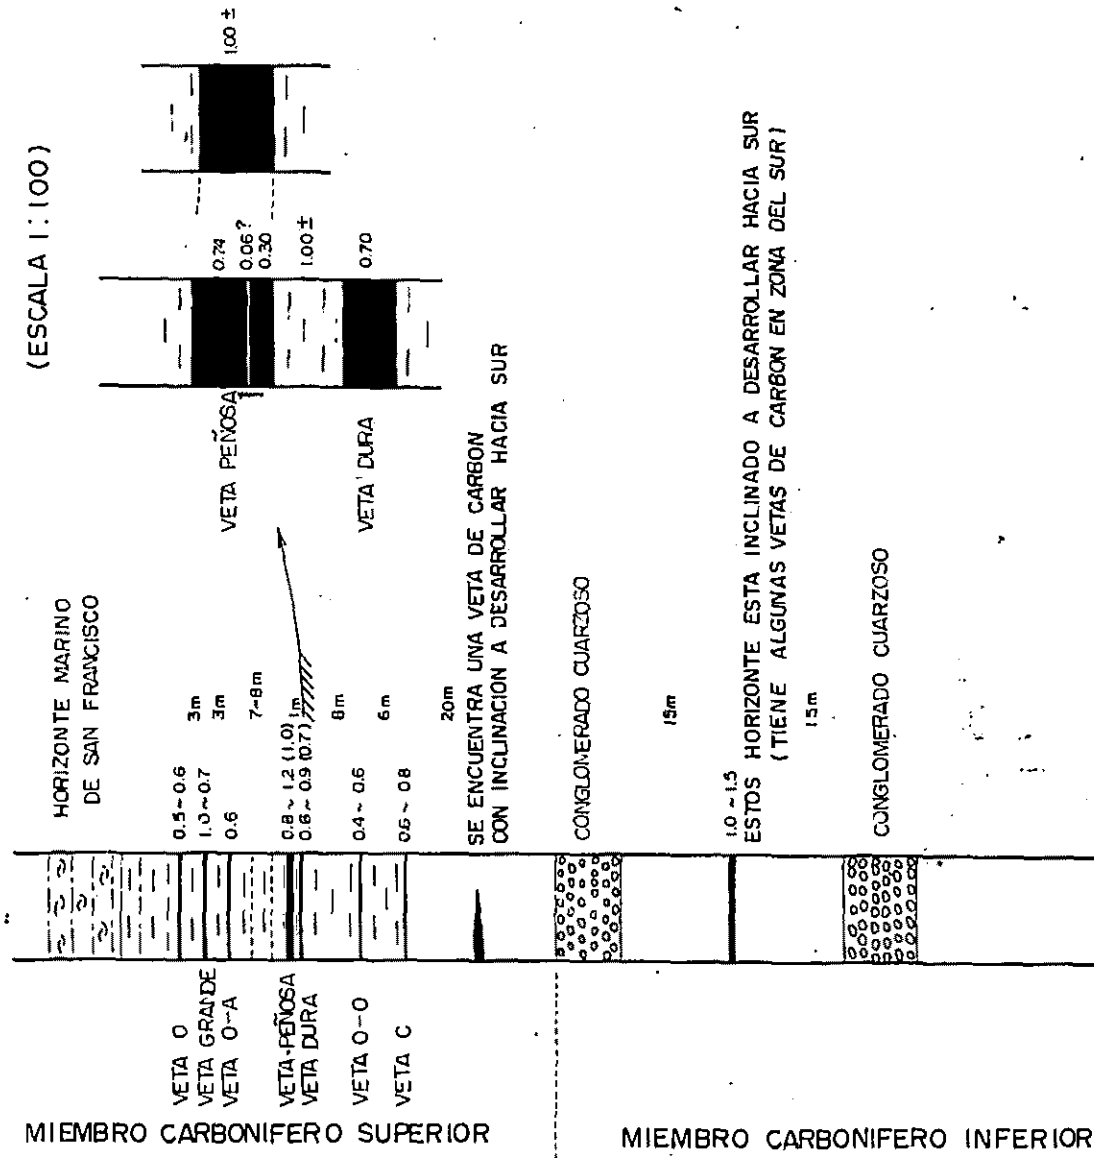 (ESCALA 1:100)
1.00 ±
0.74
0.06?
0.30
1.00 ±
0.70
VETA PEÑOSA
VETA DURA
HORIZONTE MARINO
DE SAN FRANCISCO
VETA O
0.5 ~ 0.6
3m
VETA GRANDE
1.0 ~ 0.7
3m
VETA O-A
0.6
7~8m
VETA-PEÑOSA
0.8 ~ 1.2 (1.0)
1m
VETA DURA
0.6 ~ 0.9 (0.7)
8m
VETA O-O
0.4 ~ 0.6
6m
VETA C
0.6 ~ 0.8
20m
SE ENCUENTRA UNA VETA DE CARBON
CON INCLINACION A DESARROLLAR HACIA SUR
CONGLOMERADO CUARZOSO
15m
1.0 ~ 1.5
ESTOS HORIZONTE ESTA INCLINADO A DESARROLLAR HACIA SUR
(TIENE ALGUNAS VETAS DE CARBON EN ZONA DEL SUR)
15m
CONGLOMERADO CUARZOSO
MIEMBRO CARBONIFERO SUPERIOR
MIEMBRO CARBONIFERO INFERIOR